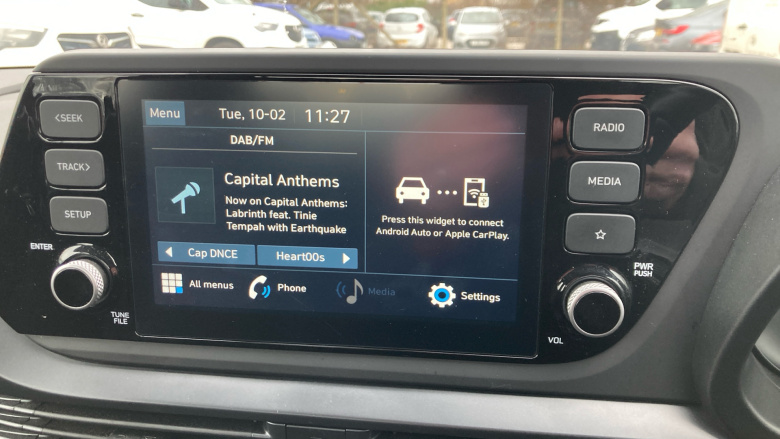 <SEEK
TRACK>
SETUP
ENTER
TUNE
FILE
Menu
Tue, 10-02
11:27
DAB/FM
Capital Anthems
Now on Capital Anthems:
Labrinth feat. Tinie
Tempah with Earthquake
Cap DNCE
Heart00s
Press this widget to connect
Android Auto or Apple CarPlay.
All menus
Phone
Media
Settings
RADIO
MEDIA
PWR
PUSH
VOL